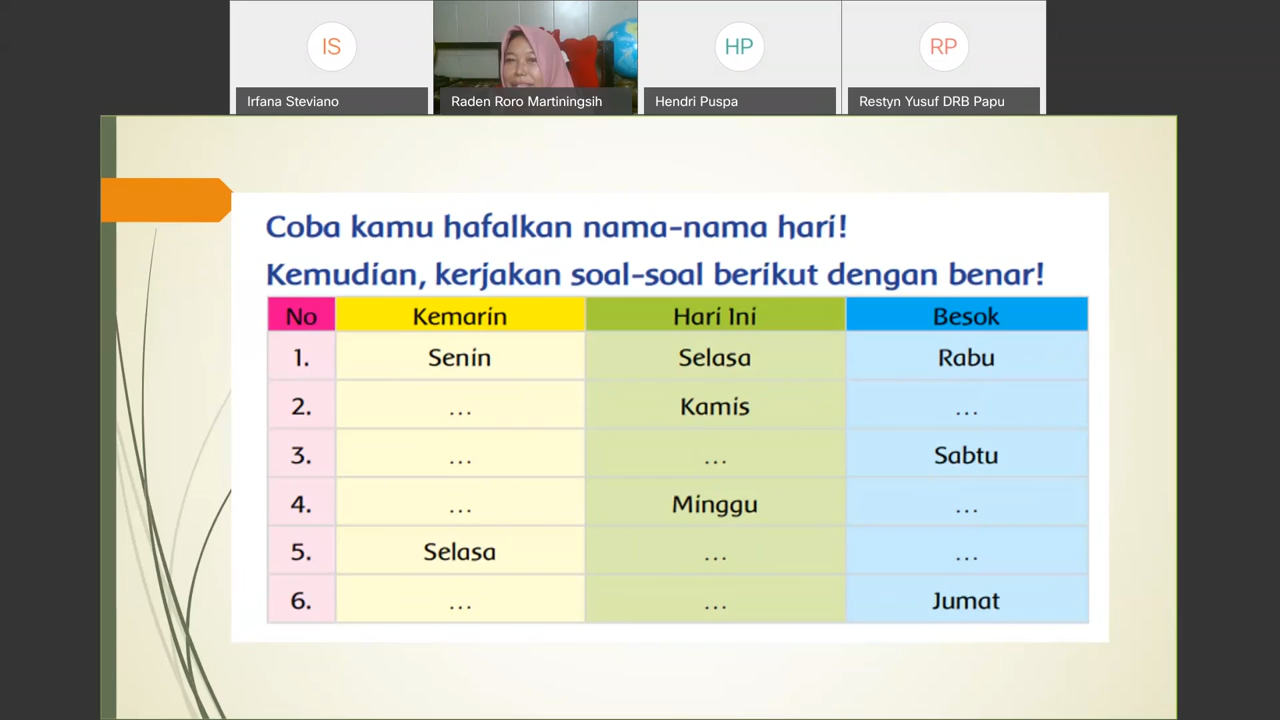 IS
HP
RP
Irfana Steviano
Raden Roro Martiningsih
Hendri Puspa
Restyn Yusuf DRB Papu
Coba kamu hafalkan nama-nama hari!
Kemudian, kerjakan soal-soal berikut dengan benar!
No Kemarin Hari Ini Besok
1. Senin Selasa Rabu
2. ... Kamis ...
3. ... ... Sabtu
4. ... Minggu ...
5. Selasa ... ...
6. ... ... Jumat